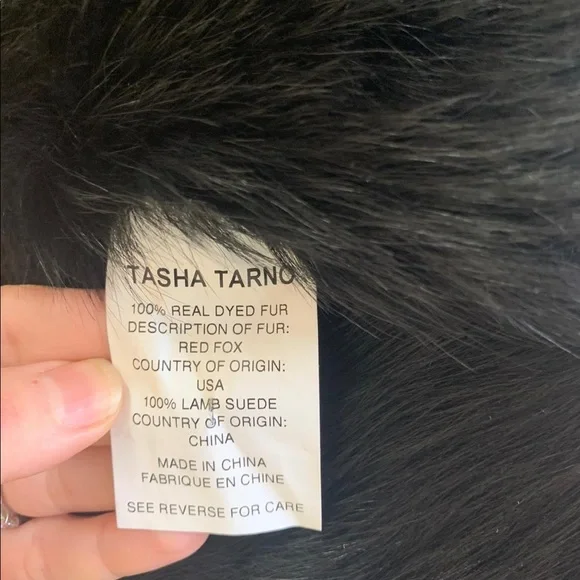 TASHA TARNO
100% REAL DYED FUR
DESCRIPTION OF FUR:
RED FOX
COUNTRY OF ORIGIN:
USA
100% LAMB SUEDE
COUNTRY OF ORIGIN:
CHINA
MADE IN CHINA
FABRIQUE EN CHINE
SEE REVERSE FOR CARE